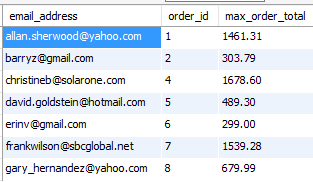 email_address order_id max_order_total
allan.sherwood@yahoo.com 1 1461.31
barryz@gmail.com 2 303.79
christineb@solarone.com 4 1678.60
david.goldstein@hotmail.com 5 489.30
erinv@gmail.com 6 299.00
frankwilson@sbcglobal.net 7 1539.28
gary_hernandez@yahoo.com 8 679.99